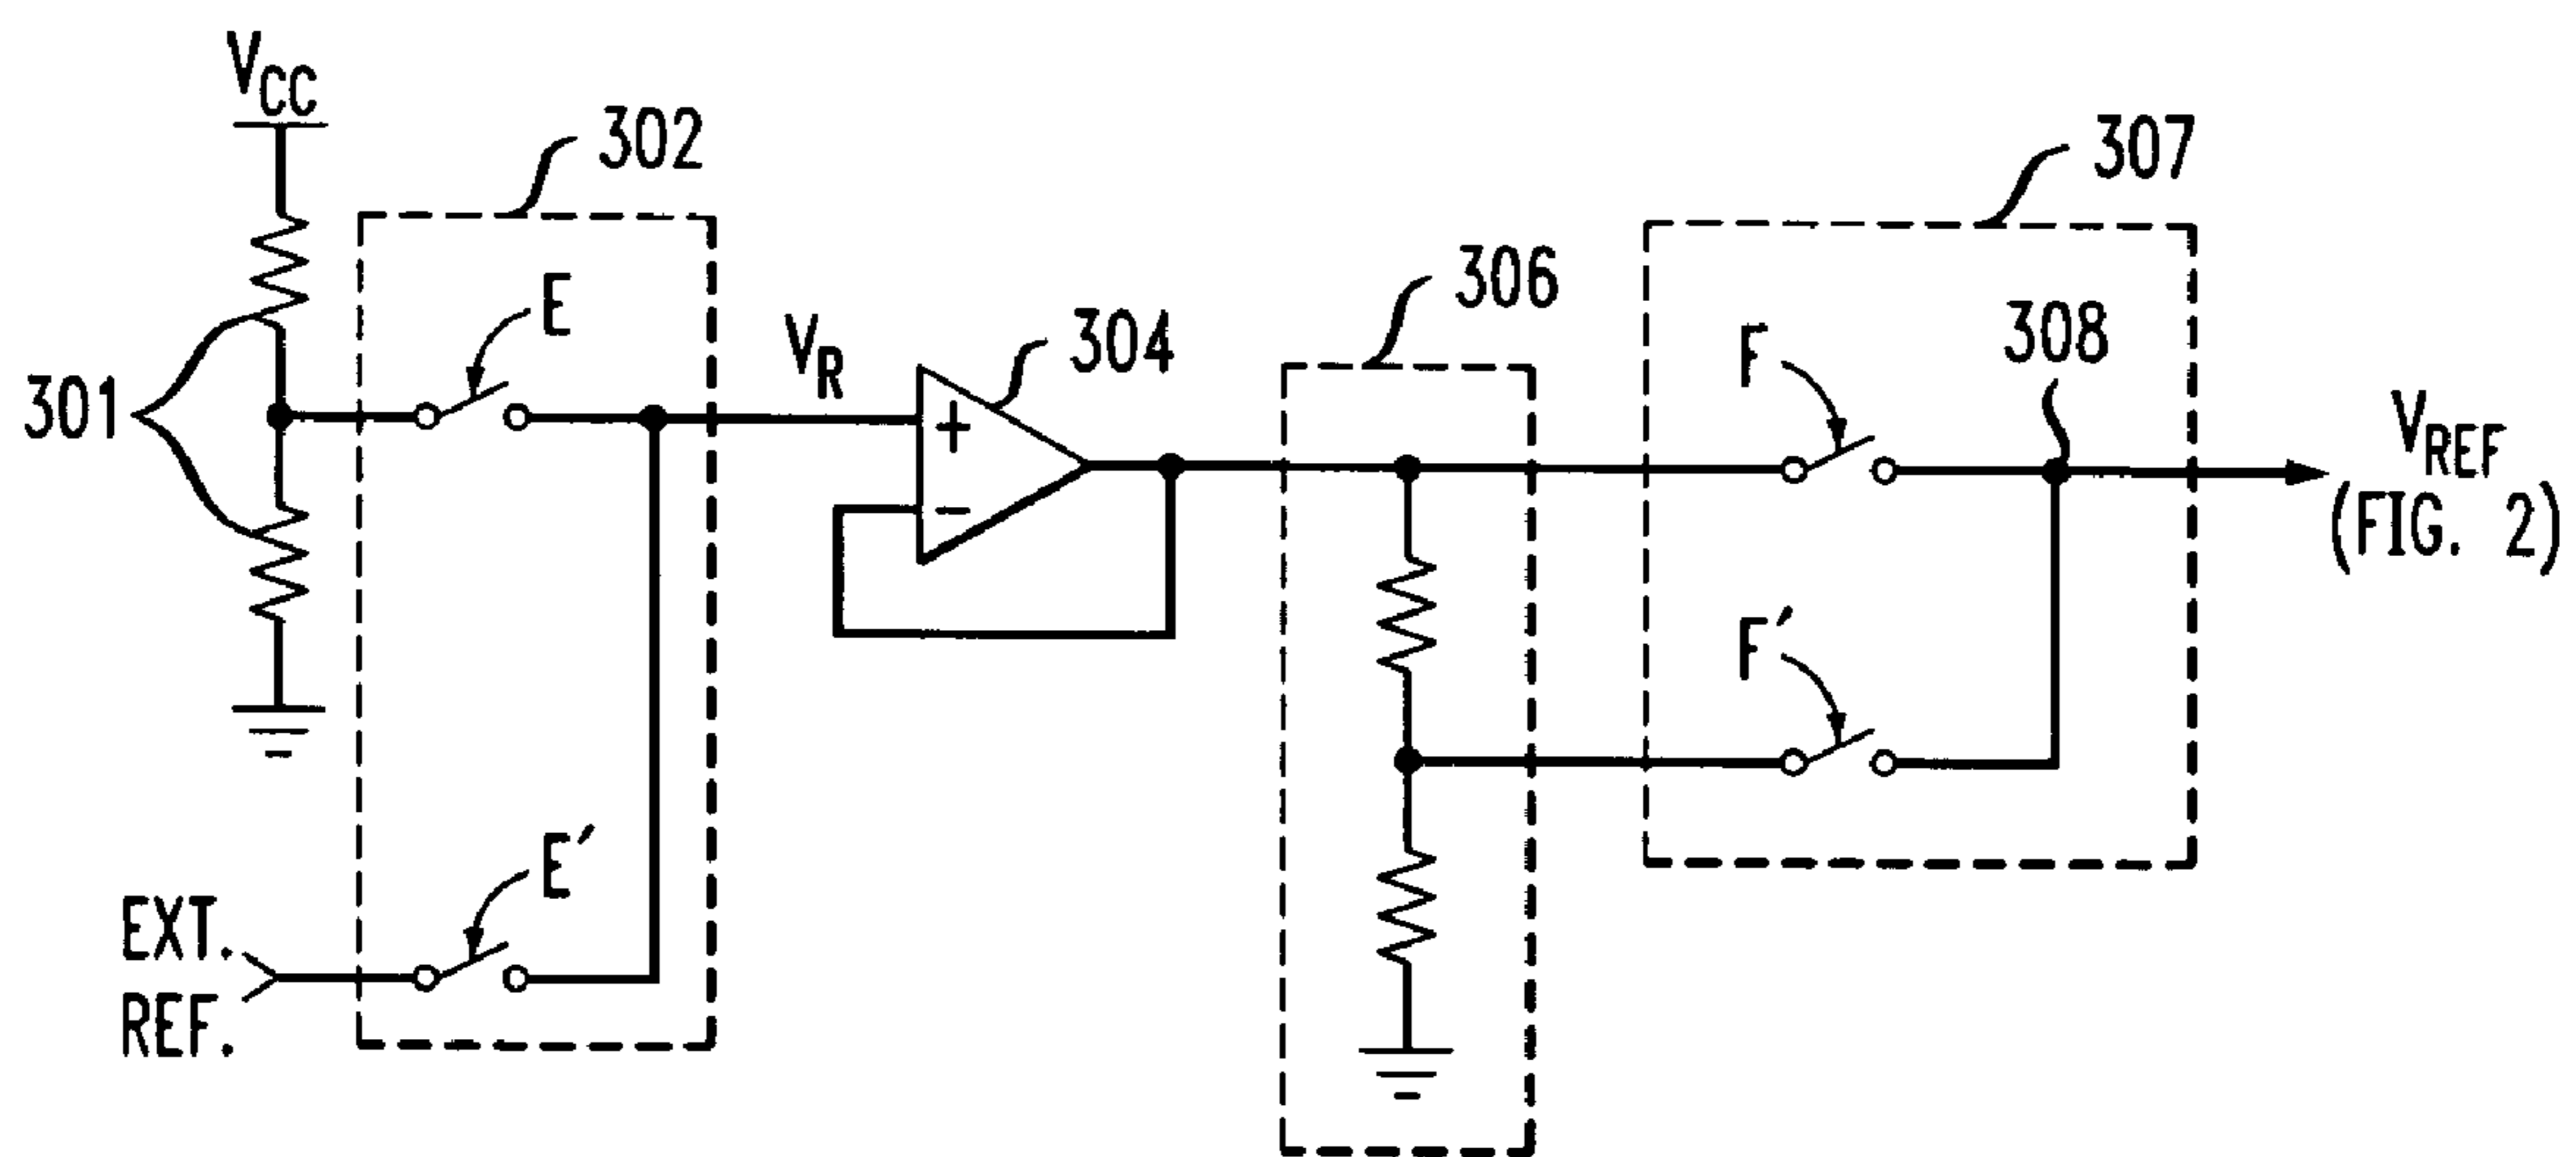 VCC
302
307
E
306
304
308
F
VR
301
VREF
(FIG. 2)
+
−
F′
E′
EXT.
REF.